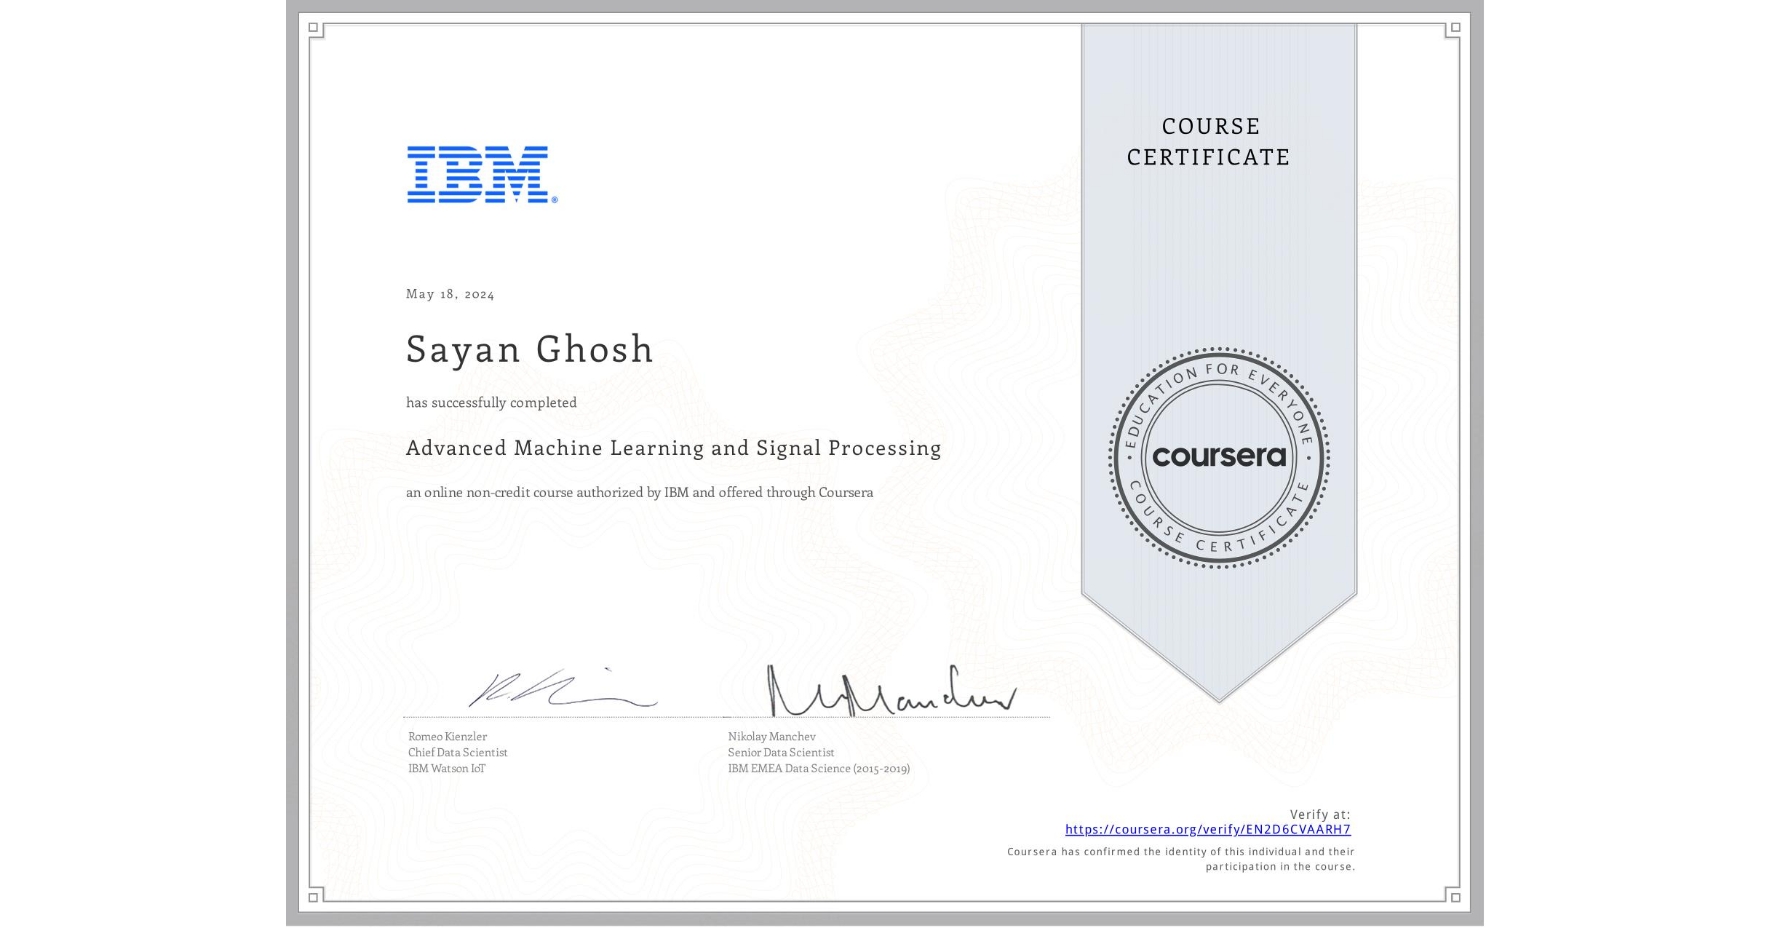 COURSE
CERTIFICATE
IBM®
May 18, 2024
Sayan Ghosh
has successfully completed
Advanced Machine Learning and Signal Processing
an online non-credit course authorized by IBM and offered through Coursera
EDUCATION FOR EVERYONE
coursera
COURSE CERTIFICATE
Romeo Kienzler
Chief Data Scientist
IBM Watson IoT
Nikolay Manchev
Senior Data Scientist
IBM EMEA Data Science (2015-2019)
Verify at:
https://coursera.org/verify/EN2D6CVAARH7
Coursera has confirmed the identity of this individual and their
participation in the course.